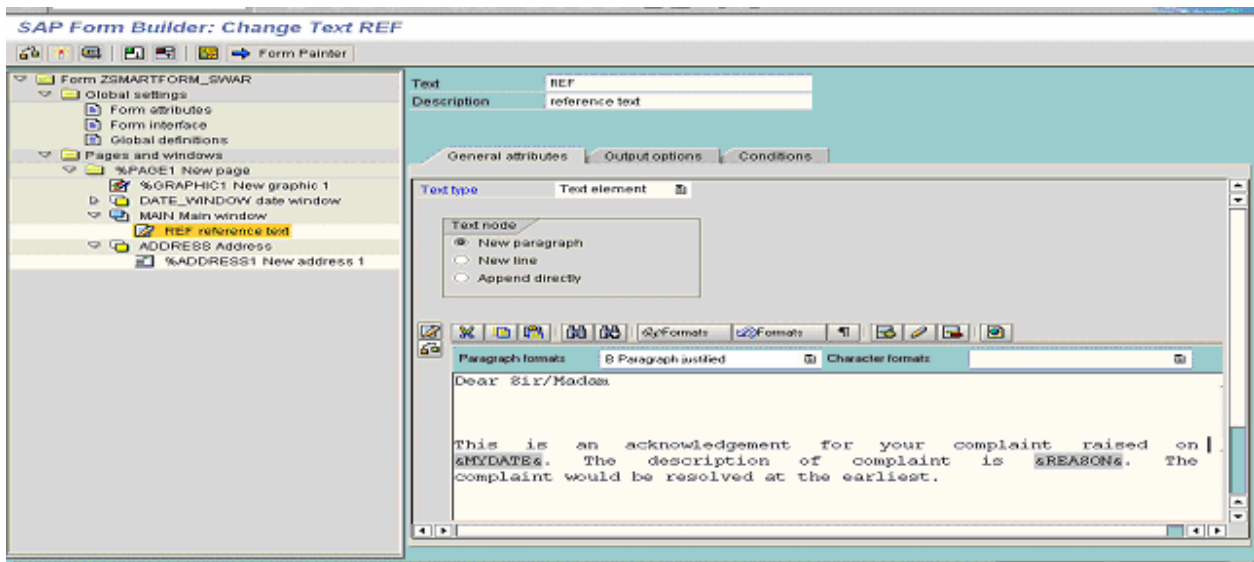 SAP Form Builder: Change Text REF
Form Painter
Form ZSMARTFORM_SWAR
Global settings
Form attributes
Form interface
Global definitions
Pages and windows
%PAGE1 New page
%GRAPHIC1 New graphic 1
DATE_WINDOW date window
MAIN Main window
REF reference text
ADDRESS Address
%ADDRESS1 New address 1
Text REF
Description reference text
General attributes Output options Conditions
Text type Text element
Text node
New paragraph
New line
Append directly
Formats Formats
Paragraph formats B Paragraph justified Character formats
Dear Sir/Madam
This is an acknowledgement for your complaint raised on
&MYDATE&. The description of complaint is &REASON&. The
complaint would be resolved at the earliest.